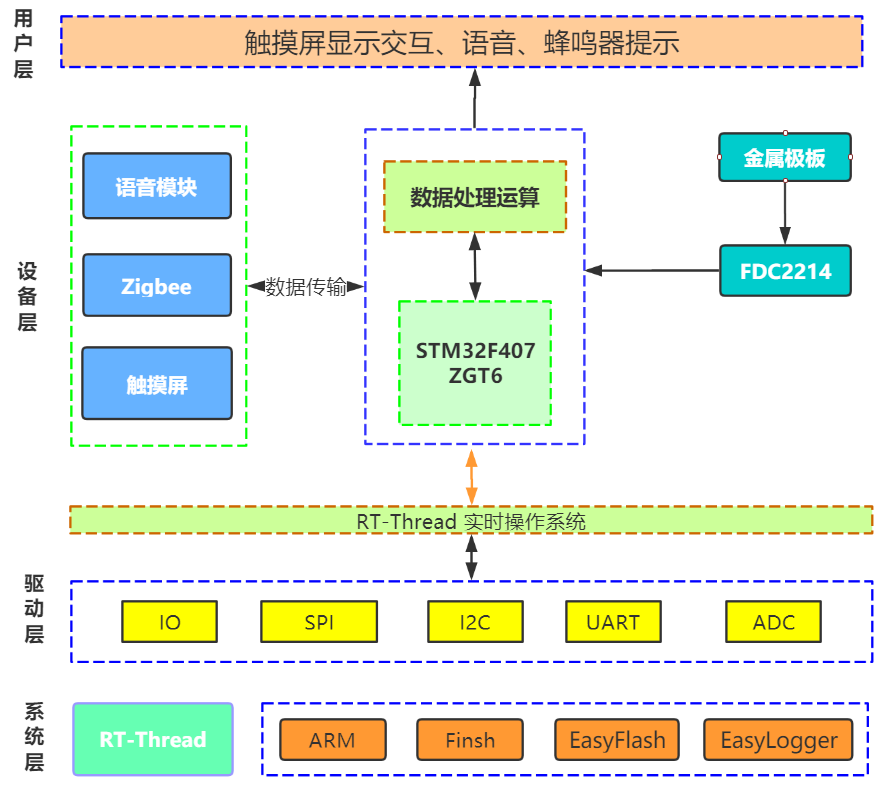 用户层
触摸屏显示交互、语音、蜂鸣器提示
设备层
语音模块
Zigbee
触摸屏
数据传输
数据处理运算
STM32F407
ZGT6
金属极板
FDC2214
RT-Thread 实时操作系统
驱动层
IO
SPI
I2C
UART
ADC
系统层
RT-Thread
ARM
Finsh
EasyFlash
EasyLogger